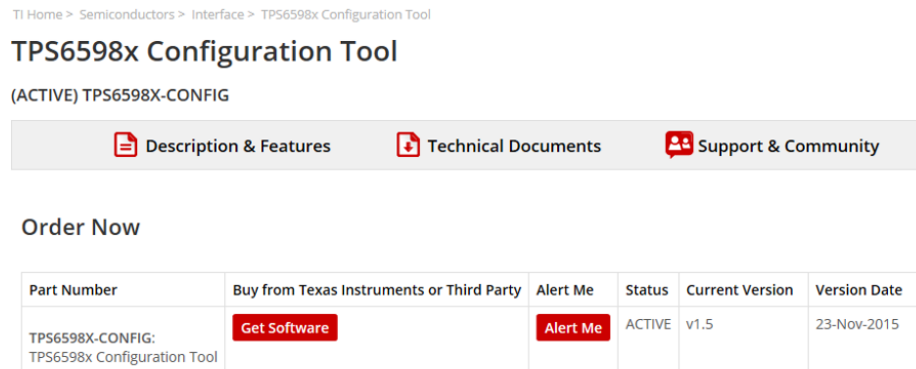 TI Home > Semiconductors > Interface > TPS6598x Configuration Tool
TPS6598x Configuration Tool
(ACTIVE) TPS6598X-CONFIG
Description & Features Technical Documents Support & Community
Order Now
Part Number Buy from Texas Instruments or Third Party Alert Me Status Current Version Version Date
TPS6598X-CONFIG:
TPS6598x Configuration Tool
Get Software Alert Me ACTIVE v1.5 23-Nov-2015